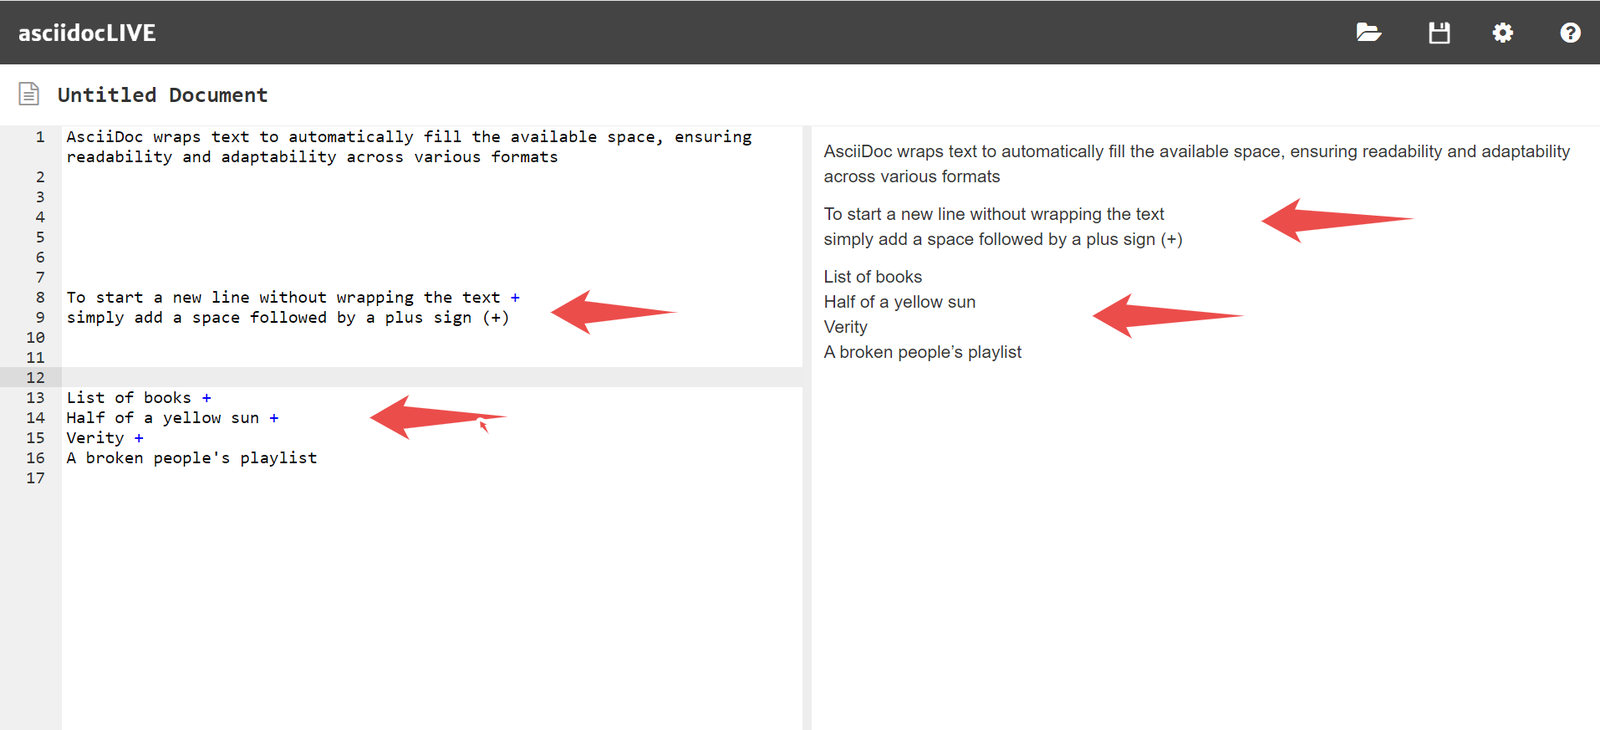 asciidocLIVE
Untitled Document
1 AsciiDoc wraps text to automatically fill the available space, ensuring
readability and adaptability across various formats
2
3
4
5
6
7
8 To start a new line without wrapping the text +
9 simply add a space followed by a plus sign (+)
10
11
12
13 List of books +
14 Half of a yellow sun +
15 Verity +
16 A broken people's playlist
17
AsciiDoc wraps text to automatically fill the available space, ensuring readability and adaptability
across various formats
To start a new line without wrapping the text
simply add a space followed by a plus sign (+)
List of books
Half of a yellow sun
Verity
A broken people’s playlist